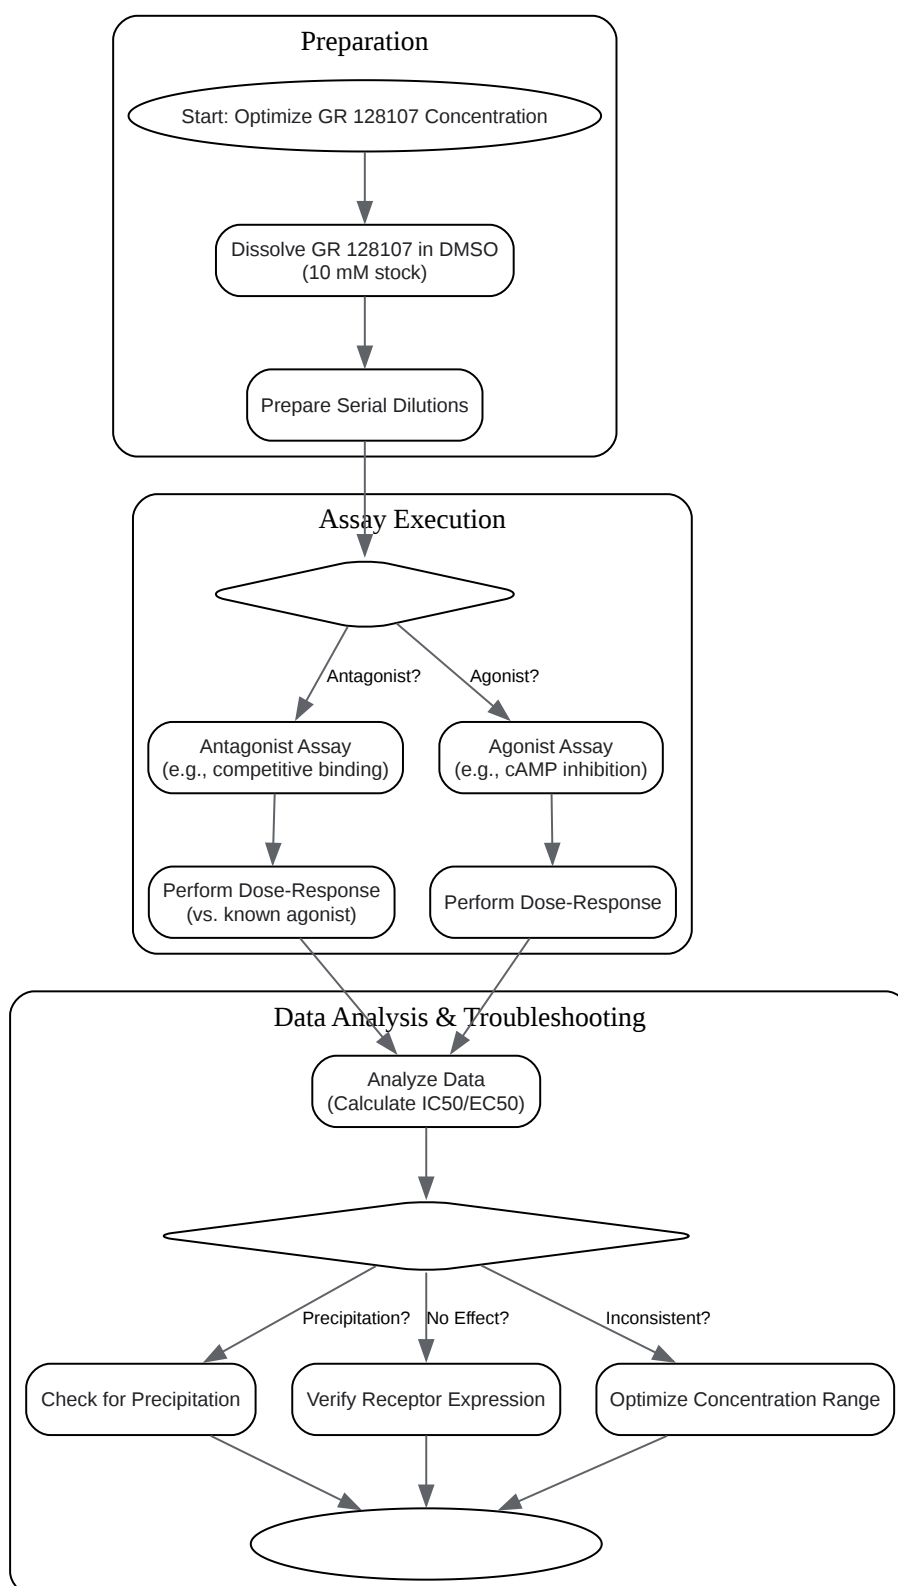 Preparation
Start: Optimize GR 128107 Concentration
Dissolve GR 128107 in DMSO
(10 mM stock)
Prepare Serial Dilutions
Assay Execution
Antagonist?
Agonist?
Antagonist Assay
(e.g., competitive binding)
Agonist Assay
(e.g., cAMP inhibition)
Perform Dose-Response
(vs. known agonist)
Perform Dose-Response
Data Analysis & Troubleshooting
Analyze Data
(Calculate IC50/EC50)
Precipitation?
No Effect?
Inconsistent?
Check for Precipitation
Verify Receptor Expression
Optimize Concentration Range